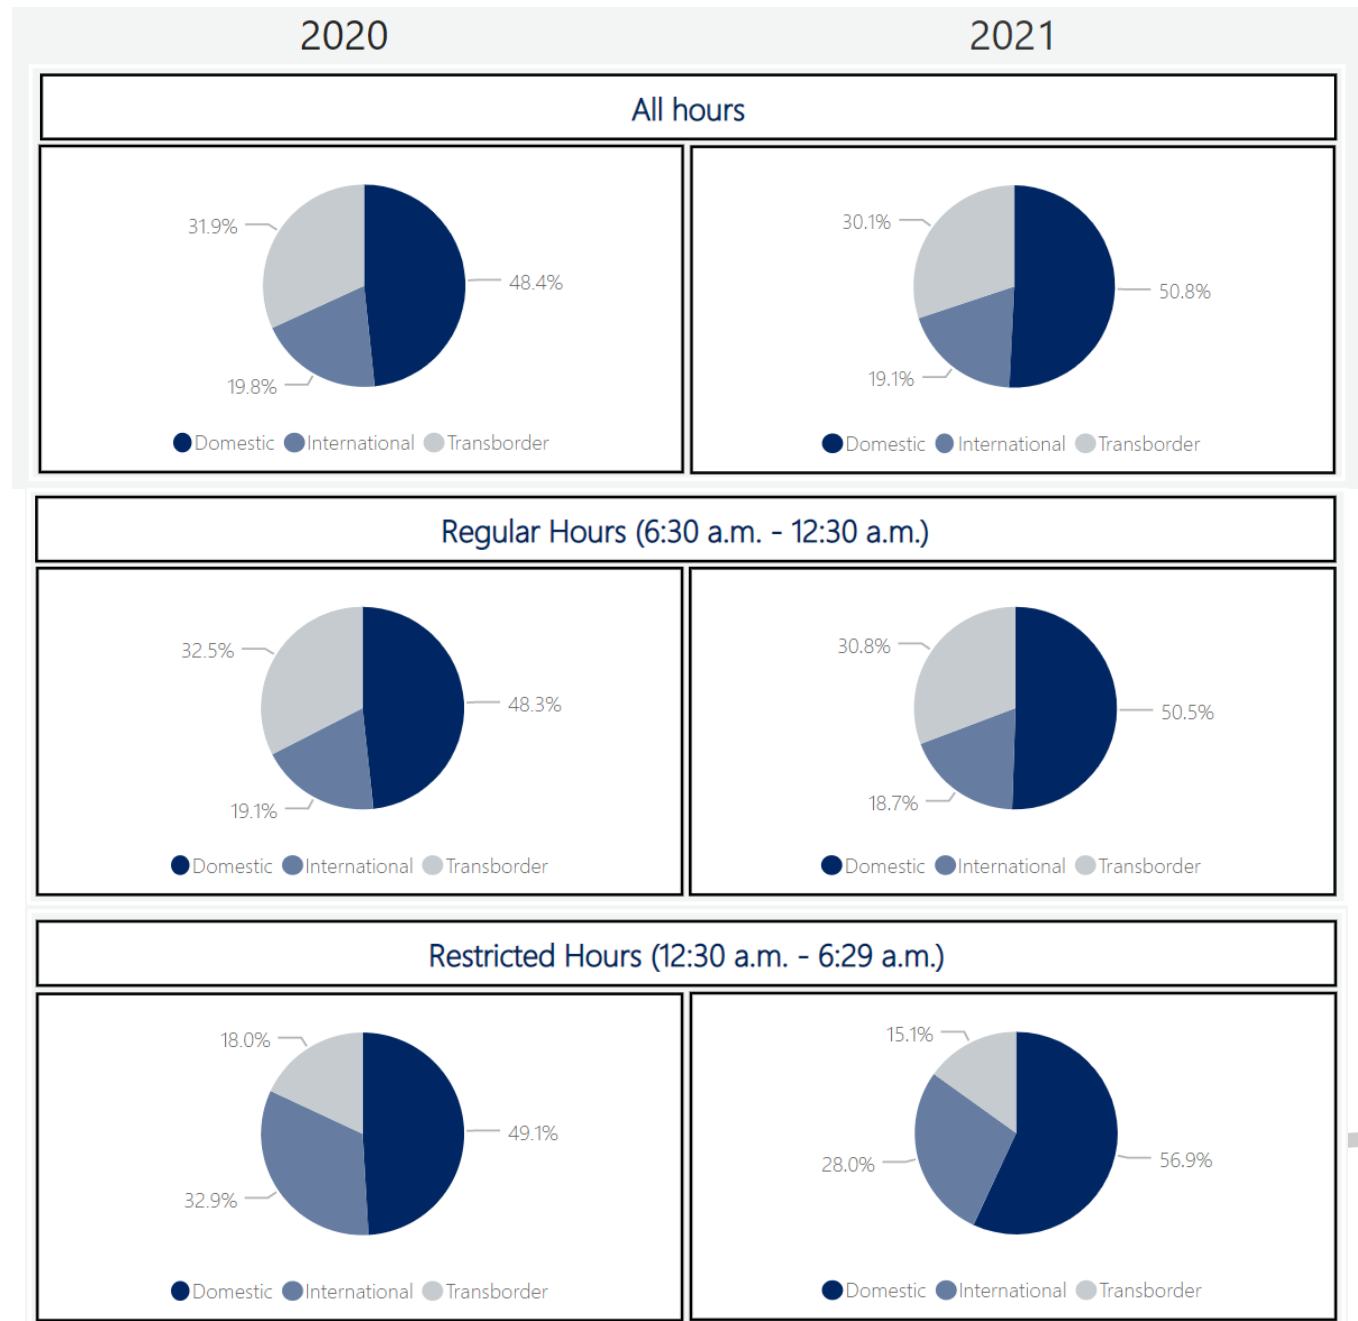 2020
2021
All hours
31.9%
48.4%
19.8%
Domestic International Transborder
30.1%
50.8%
19.1%
Domestic International Transborder
Regular Hours (6:30 a.m. - 12:30 a.m.)
32.5%
48.3%
19.1%
Domestic International Transborder
30.8%
50.5%
18.7%
Domestic International Transborder
Restricted Hours (12:30 a.m. - 6:29 a.m.)
18.0%
49.1%
32.9%
Domestic International Transborder
15.1%
56.9%
28.0%
Domestic International Transborder